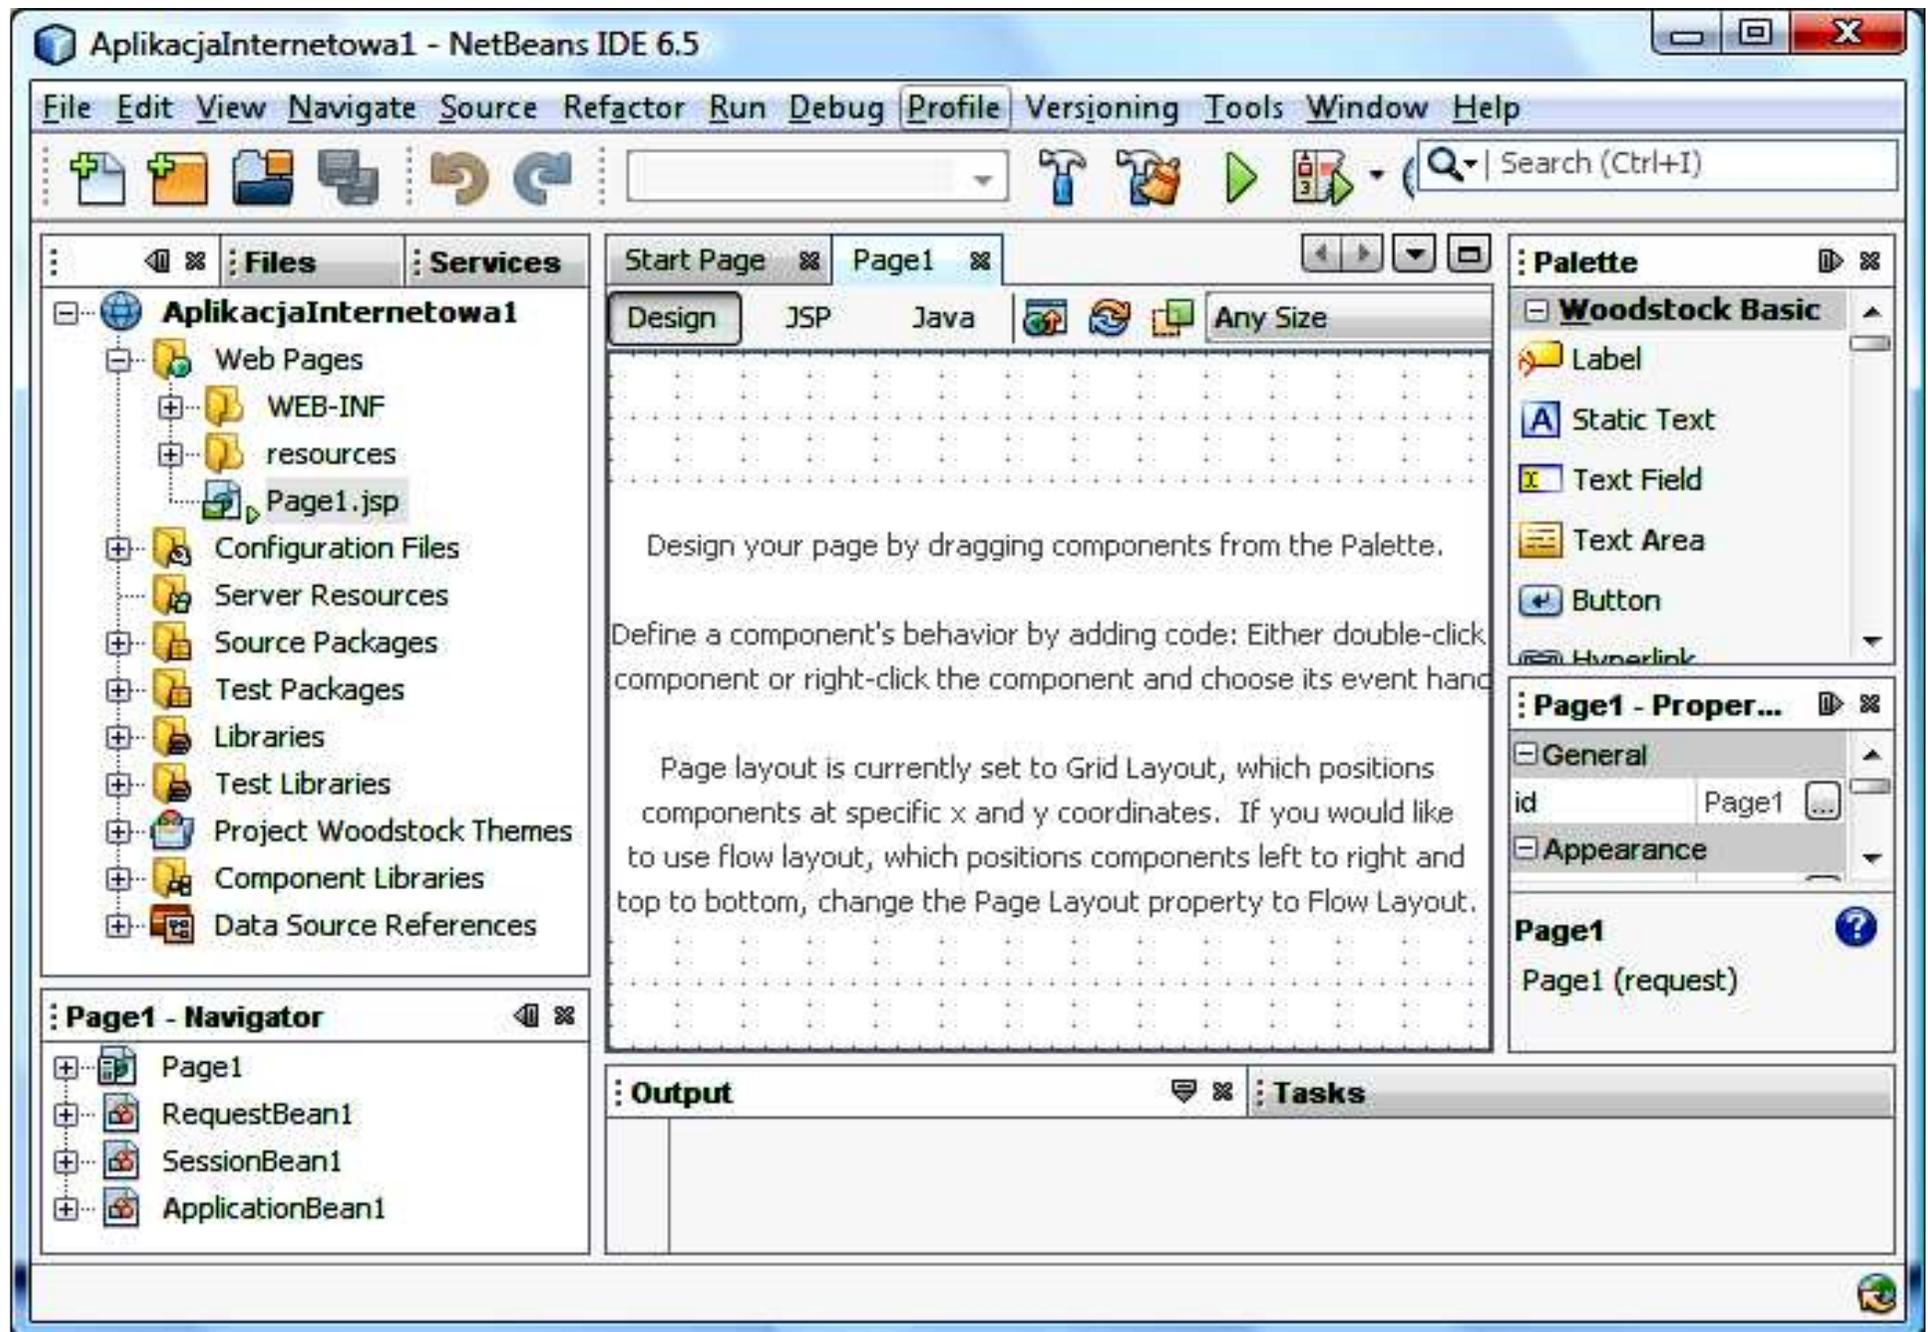 AplikacjaInternetowa1 - NetBeans IDE 6.5
File Edit View Navigate Source Refactor Run Debug Profile Versioning Tools Window Help
Search (Ctrl+I)
Files Services
AplikacjaInternetowa1
Web Pages
WEB-INF
resources
Page1.jsp
Configuration Files
Server Resources
Source Packages
Test Packages
Libraries
Test Libraries
Project Woodstock Themes
Component Libraries
Data Source References
Page1 - Navigator
Page1
RequestBean1
SessionBean1
ApplicationBean1
Start Page Page1
Design JSP Java Any Size
Design your page by dragging components from the Palette.
Define a component's behavior by adding code: Either double-click
component or right-click the component and choose its event hand
Page layout is currently set to Grid Layout, which positions
components at specific x and y coordinates. If you would like
to use flow layout, which positions components left to right and
top to bottom, change the Page Layout property to Flow Layout.
Output Tasks
Palette
Woodstock Basic
Label
Static Text
Text Field
Text Area
Button
Hyperlink
Page1 - Proper...
General
id Page1 ...
Appearance
Page1
Page1 (request)